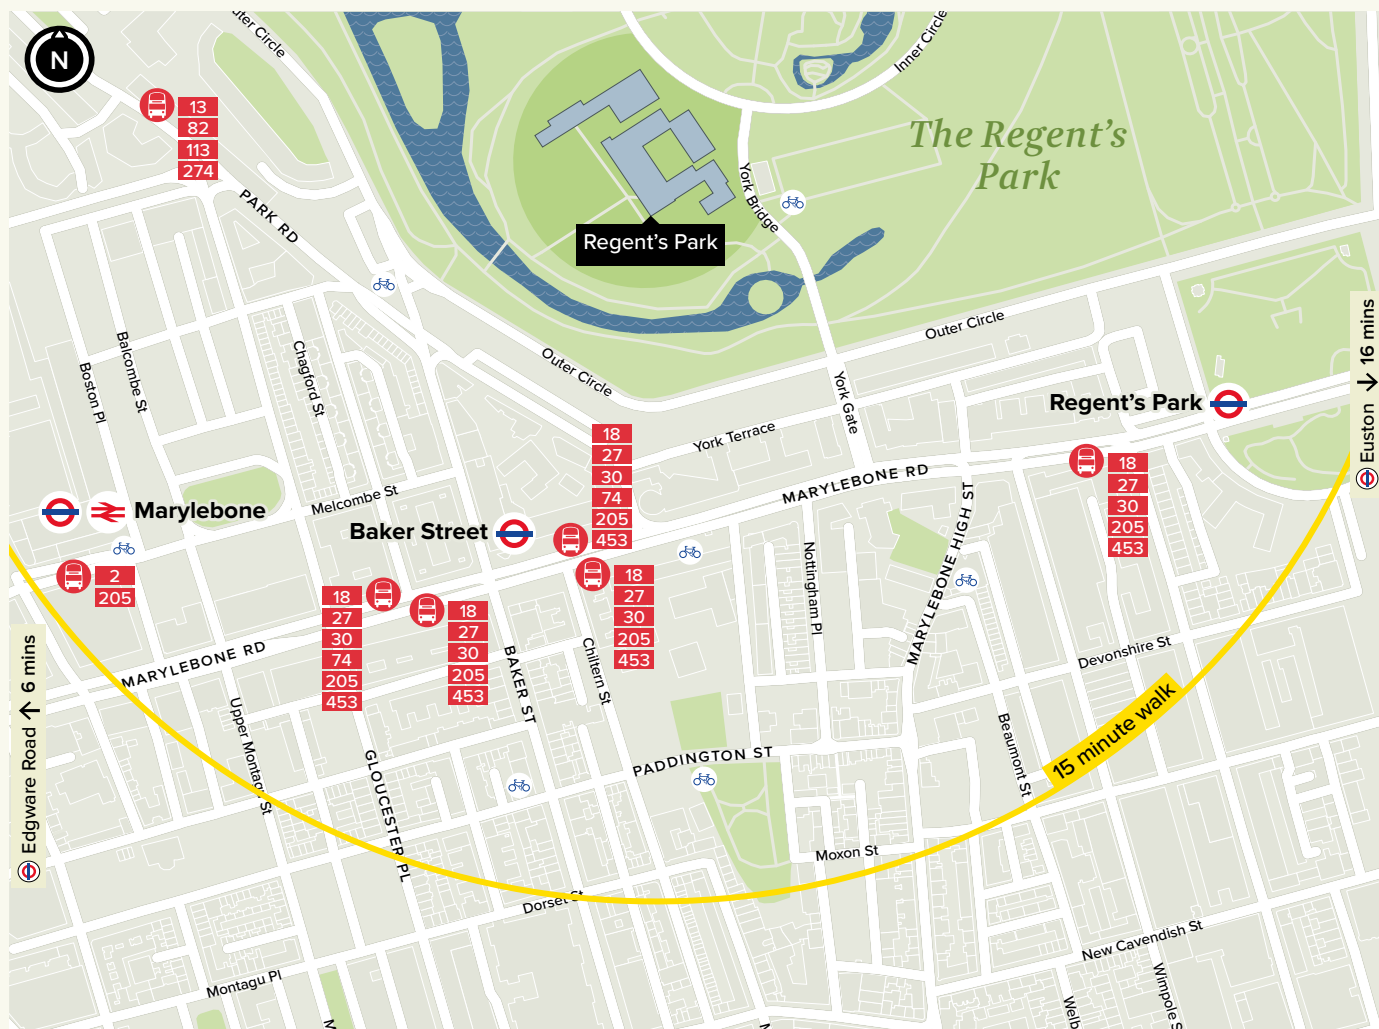 N
uter Circle
Inner Circle
13
82
113
274
The Regent's
Park
PARK RD
York Bridge
Regent's Park
Outer Circle
Euston → 16 mins
Balcombe St
Boston Pl
Chagford St
Outer Circle
York Gate
Regent's Park
York Terrace
18
27
30
74
205
453
MARYLEBONE RD
18
27
30
205
453
Melcombe St
Marylebone
Baker Street
MARYLEBONE HIGH ST
Nottingham Pl
2
205
18
27
30
205
453
18
27
30
74
205
453
18
27
30
205
453
Edgware Road → 6 mins
MARYLEBONE RD
BAKER ST
Chiltern St
Devonshire St
Upper Montagu St
15 minute walk
Beaumont St
GLOUCESTER PL
PADDINGTON ST
Moxon St
Dorset St
New Cavendish St
Montagu Pl
Wimpole S
Welb
M